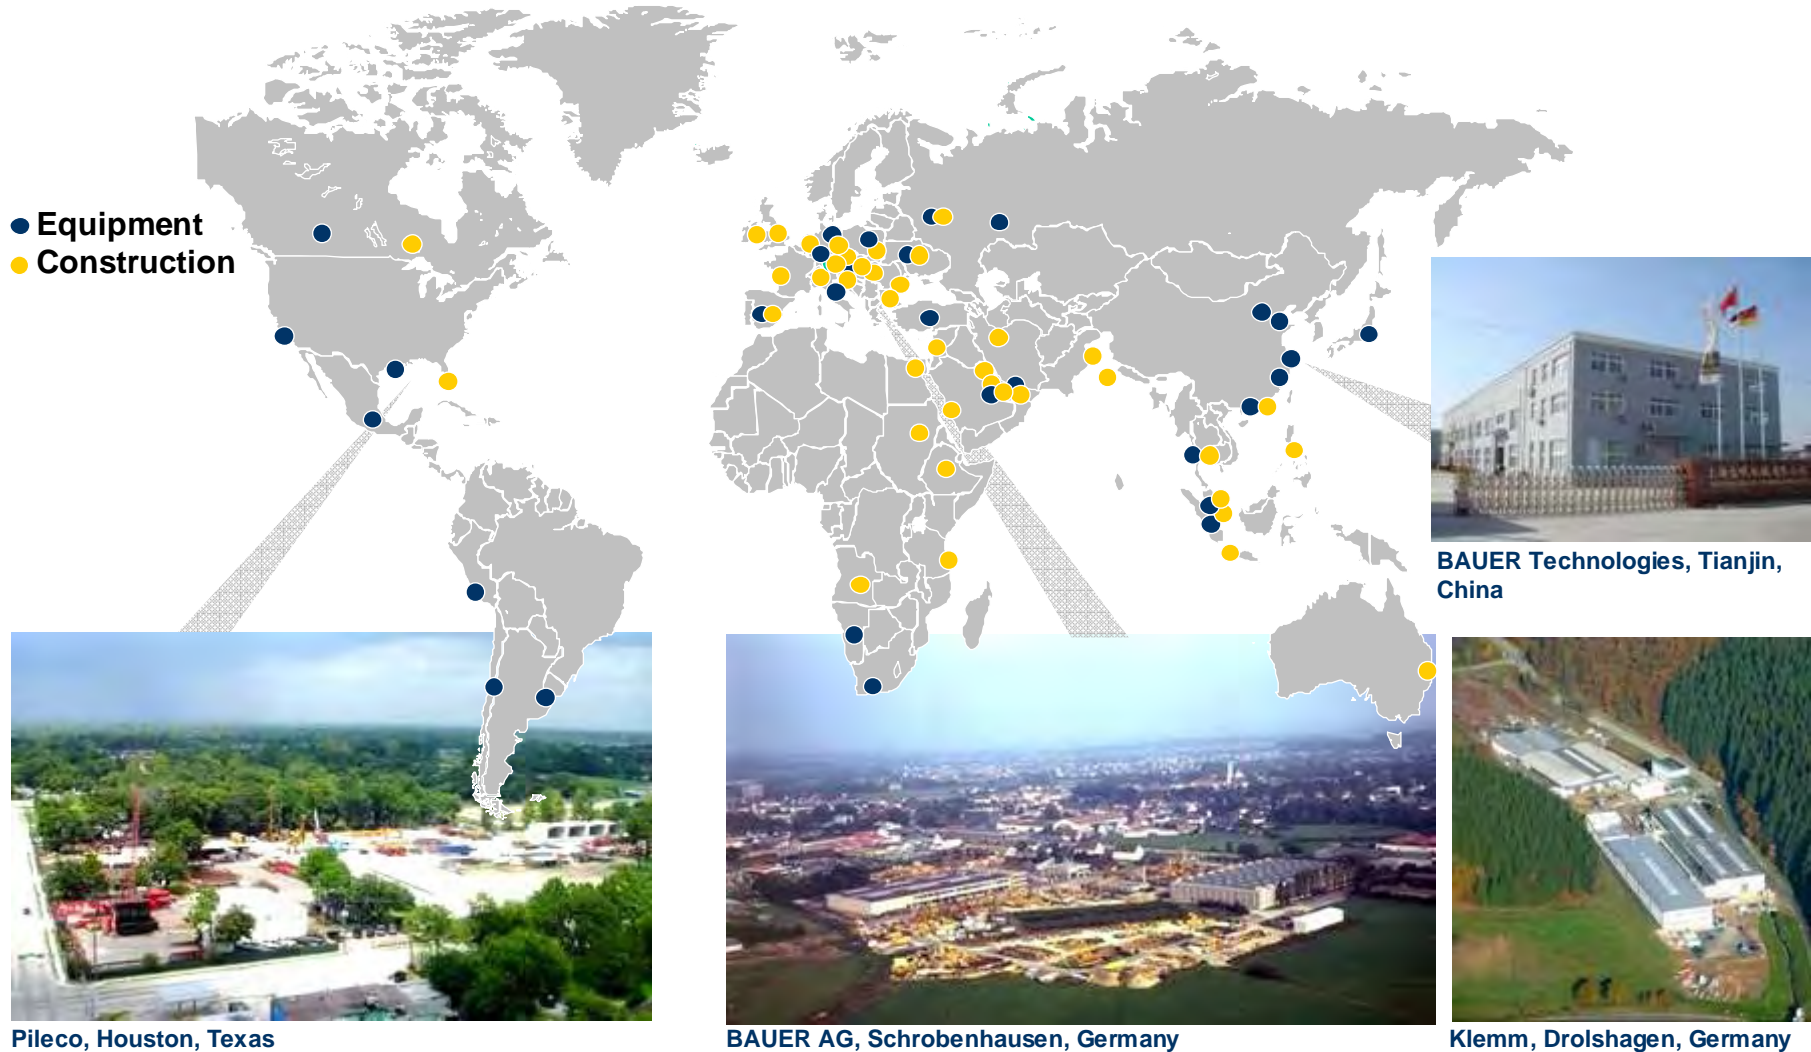 Equipment
Construction
BAUER Technologies, Tianjin,
China
Pileco, Houston, Texas
BAUER AG, Schrobenhausen, Germany
Klemm, Drolshagen, Germany